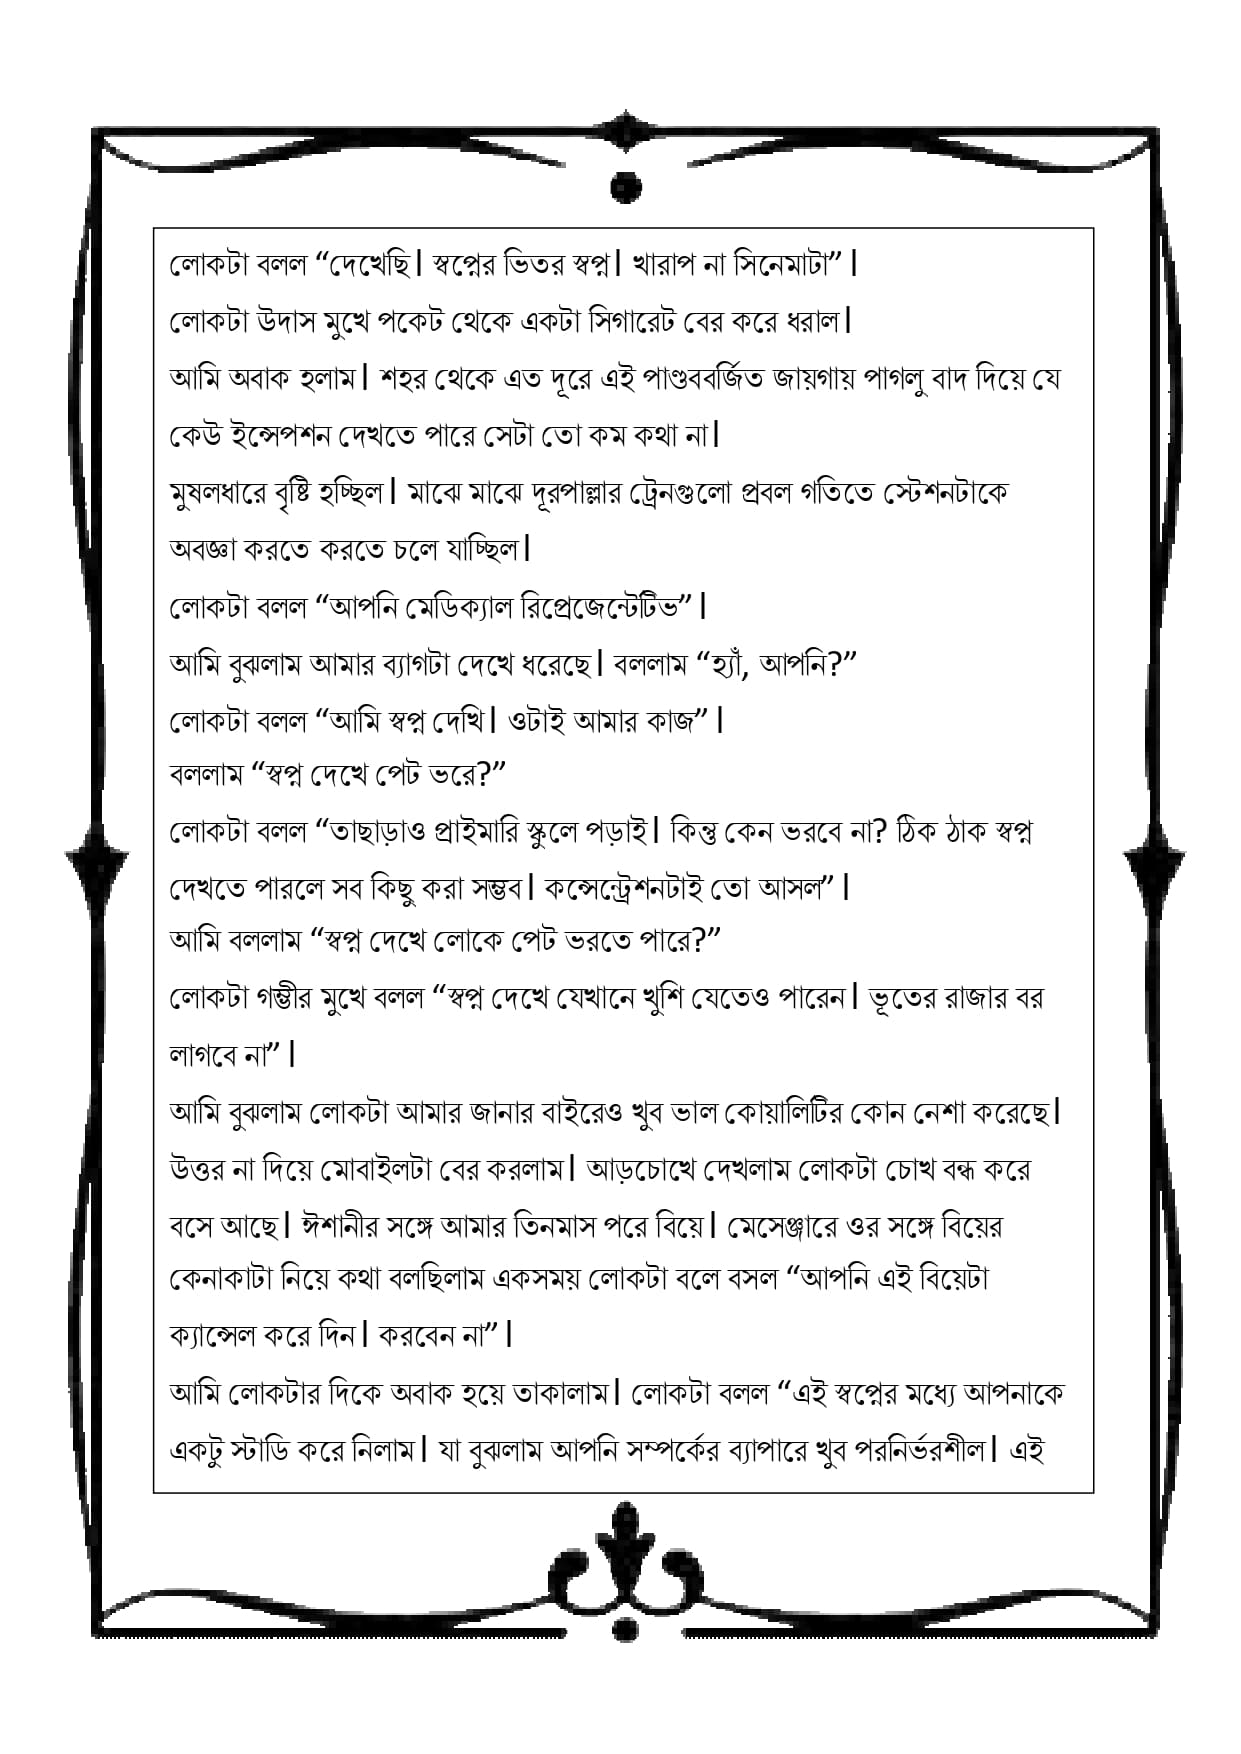 লোকটা বলল “দেখেছি। স্বপ্নের ভিতর স্বপ্ন। খারাপ না সিনেমাটা”।
লোকটা উদাস মুখে পকেট থেকে একটা সিগারেট বের করে ধরাল।
আমি অবাক হলাম। শহর থেকে এত দূরে এই পাণ্ডববর্জিত জায়গায় পাগলু বাদ দিয়ে যে
কেউ ইন্সেপশন দেখতে পারে সেটা তো কম কথা না।
মুষলধারে বৃষ্টি হচ্ছিল। মাঝে মাঝে দূরপাল্লার ট্রেনগুলো প্রবল গতিতে স্টেশনটাকে
অবজ্ঞা করতে করতে চলে যাচ্ছিল।
লোকটা বলল “আপনি মেডিক্যাল রিপ্রেজেন্টেটিভ”।
আমি বুঝলাম আমার ব্যাগটা দেখে ধরেছে। বললাম “হ্যাঁ, আপনি?”
লোকটা বলল “আমি স্বপ্ন দেখি। ওটাই আমার কাজ”।
বললাম “স্বপ্ন দেখে পেট ভরে?”
লোকটা বলল “তাছাড়াও প্রাইমারি স্কুলে পড়াই। কিন্তু কেন ভরবে না? ঠিক ঠাক স্বপ্ন
দেখতে পারলে সব কিছু করা সম্ভব। কন্সেন্ট্রেশনটাই তো আসল”।
আমি বললাম “স্বপ্ন দেখে লোকে পেট ভরতে পারে?”
লোকটা গম্ভীর মুখে বলল “স্বপ্ন দেখে যেখানে খুশি যেতেও পারেন। ভূতের রাজার বর
লাগবে না”।
আমি বুঝলাম লোকটা আমার জানার বাইরেও খুব ভাল কোয়ালিটির কোন নেশা করেছে।
উত্তর না দিয়ে মোবাইলটা বের করলাম। আড়চোখে দেখলাম লোকটা চোখ বন্ধ করে
বসে আছে। ঈশানীর সঙ্গে আমার তিনমাস পরে বিয়ে। মেসেঞ্জারে ওর সঙ্গে বিয়ের
কেনাকাটা নিয়ে কথা বলছিলাম একসময় লোকটা বলে বসল “আপনি এই বিয়েটা
ক্যান্সেল করে দিন। করবেন না”।
আমি লোকটার দিকে অবাক হয়ে তাকালাম। লোকটা বলল “এই স্বপ্নের মধ্যে আপনাকে
একটু স্টাডি করে নিলাম। যা বুঝলাম আপনি সম্পর্কের ব্যাপারে খুব পরনির্ভরশীল। এই